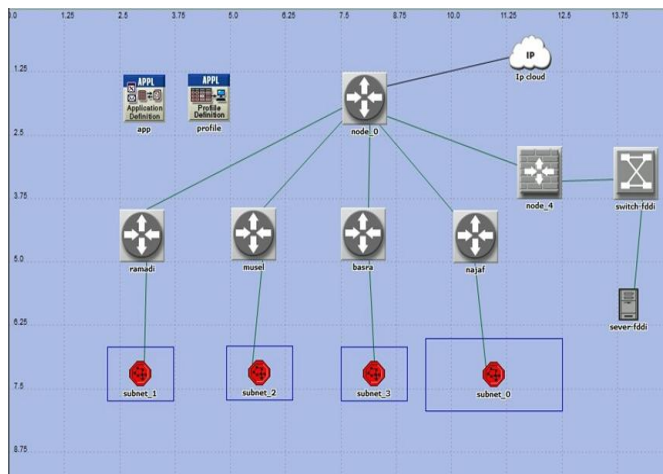 0.0 1.25 2.5 3.75 5.0 6.25 7.5 8.75 10.0 11.25 12.5 13.75
1.25
2.5
3.75
5.0
6.25
7.5
8.75
APPL
Application
Definition
app
APPL
Profile
Definition
profile
node_0
IP
Ip cloud
node_4
switch-fddi
sever-fddi
ramadi
musel
basra
najaf
subnet_1
subnet_2
subnet_3
subnet_0